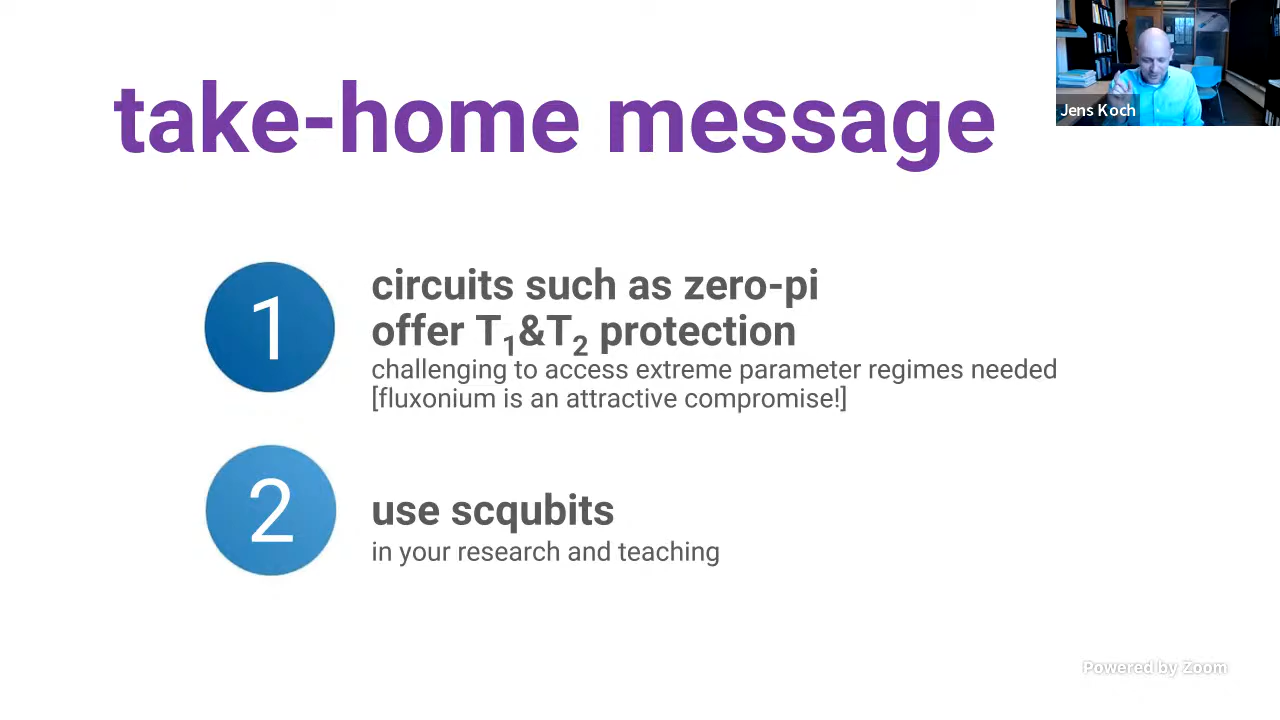 take-home message
Jens Koch
1
circuits such as zero-pi
offer T₁&T₂ protection
challenging to access extreme parameter regimes needed
[fluxonium is an attractive compromise!]
2
use scqubits
in your research and teaching
Powered by Zoom